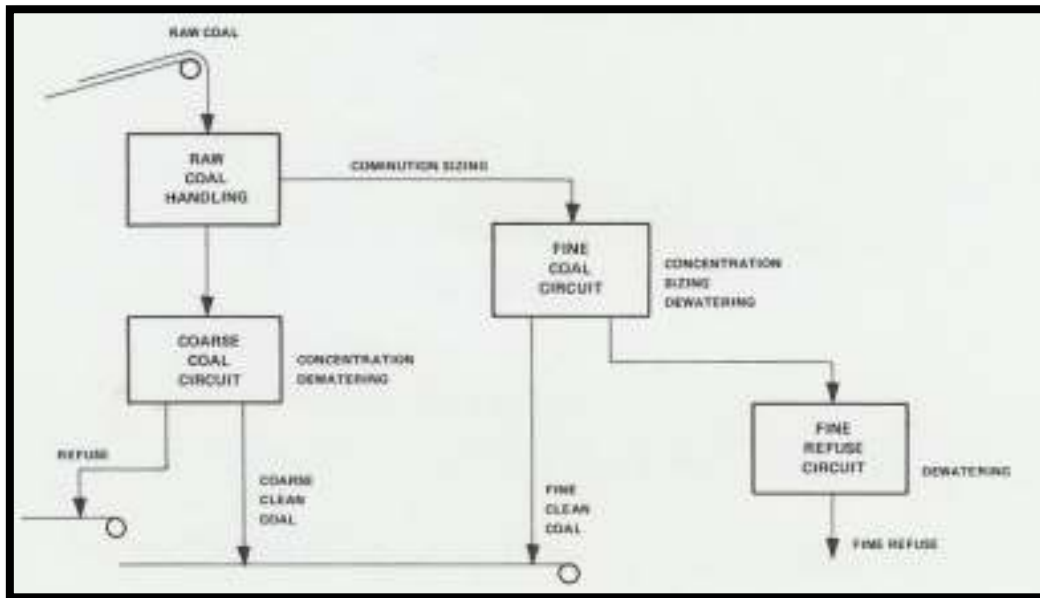 RAW COAL
RAW
COAL
HANDLING
COMINUTION SIZING
FINE
COAL
CIRCUIT
CONCENTRATION
SIZING
DEWATERING
COARSE
COAL
CIRCUIT
CONCENTRATION
DEWATERING
REFUSE
COARSE
CLEAN
COAL
FINE
CLEAN
COAL
FINE
REFUSE
CIRCUIT
DEWATERING
FINE REFUSE